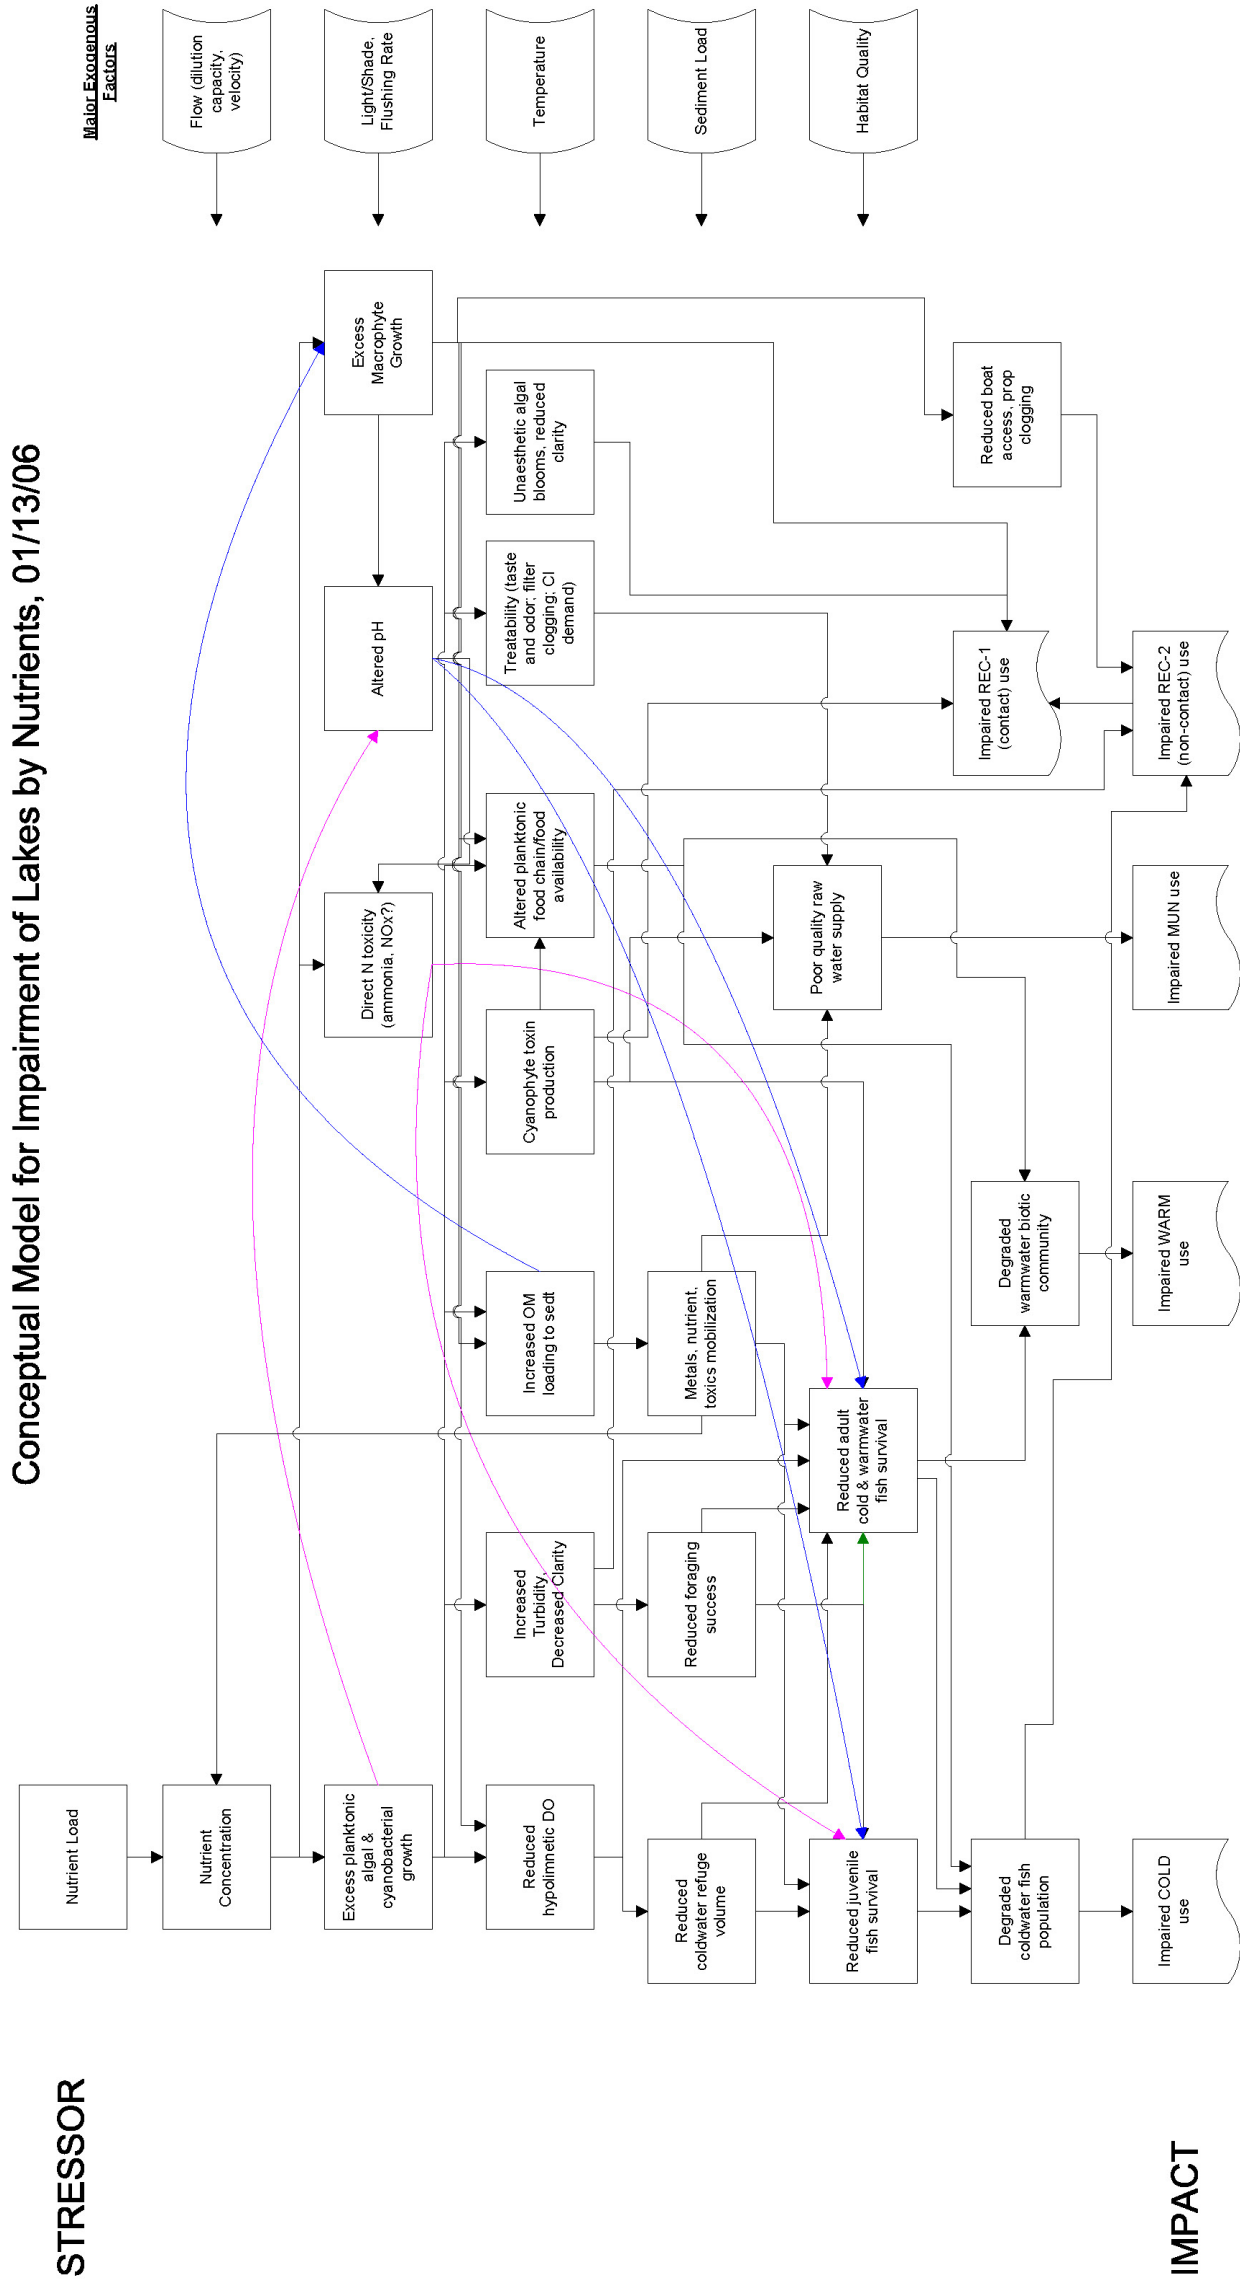 Conceptual Model for Impairment of Lakes by Nutrients, 01/13/06
STRESSOR
Major Exogenous
Factors
Nutrient Load
Nutrient
Concentration
Flow (dilution
capacity,
velocity)
Excess planktonic
algal &
cyanobacterial
growth
Direct N toxicity
(ammonia, NOx?)
Altered pH
Excess
Macrophyte
Growth
Light/Shade,
Flushing Rate
Reduced
hypolimnetic DO
Increased
Turbidity,
Decreased Clarity
Increased OM
loading to sedt
Cyanophyte toxin
production
Altered planktonic
food chain/food
availability
Treatability (taste
and odor; filter
clogging; Cl
demand)
Unaesthetic algal
blooms, reduced
clarity
Temperature
Reduced
coldwater refuge
volume
Reduced foraging
success
Metals, nutrient,
toxics mobilization
Sediment Load
Reduced juvenile
fish survival
Reduced adult
cold & warmwater
fish survival
Poor quality raw
water supply
Habitat Quality
Degraded
coldwater fish
population
Degraded
warmwater biotic
community
Impaired REC-1
(contact) use
Reduced boat
access, prop
clogging
IMPACT
Impaired COLD
use
Impaired WARM
use
Impaired MUN use
Impaired REC-2
(non-contact) use